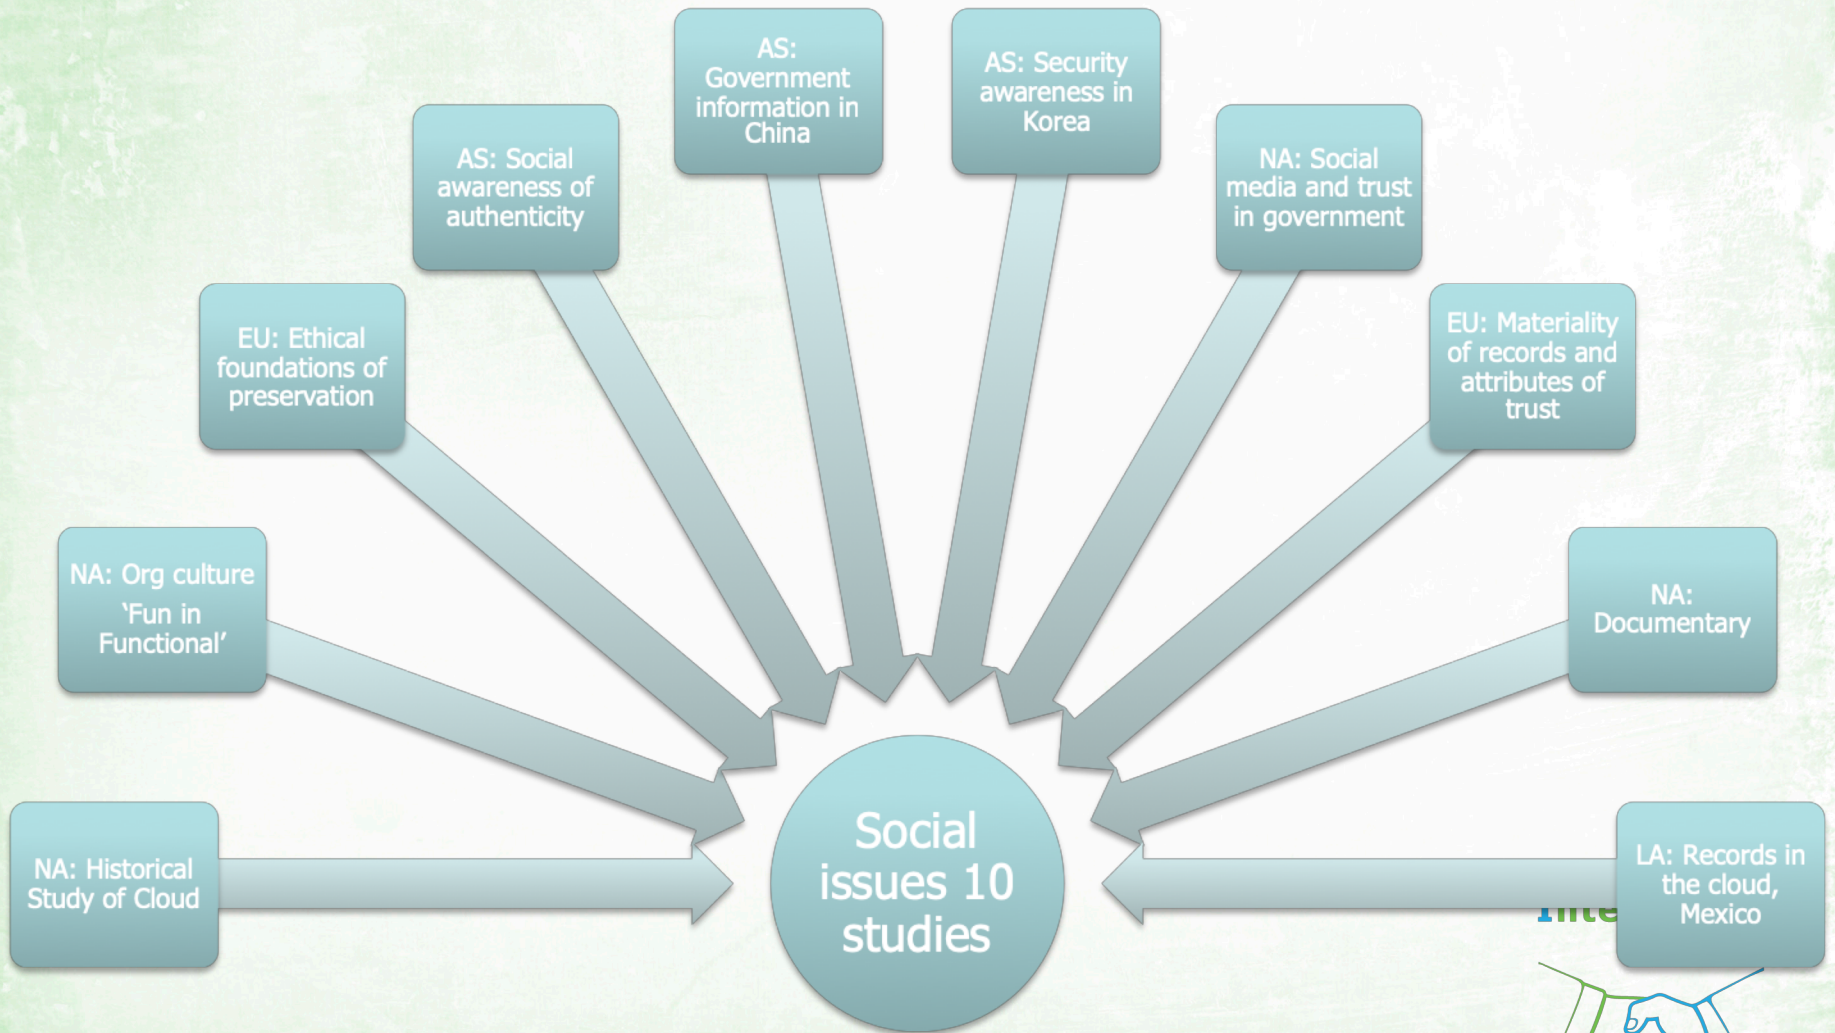 AS:
Government
information in
China
AS: Security
awareness in
Korea
AS: Social
awareness of
authenticity
NA: Social
media and trust
in government
EU: Ethical
foundations of
preservation
EU: Materiality
of records and
attributes of
trust
NA: Org culture
‘Fun in
Functional’
NA:
Documentary
NA: Historical
Study of Cloud
Social
issues 10
studies
LA: Records in
the cloud,
Mexico